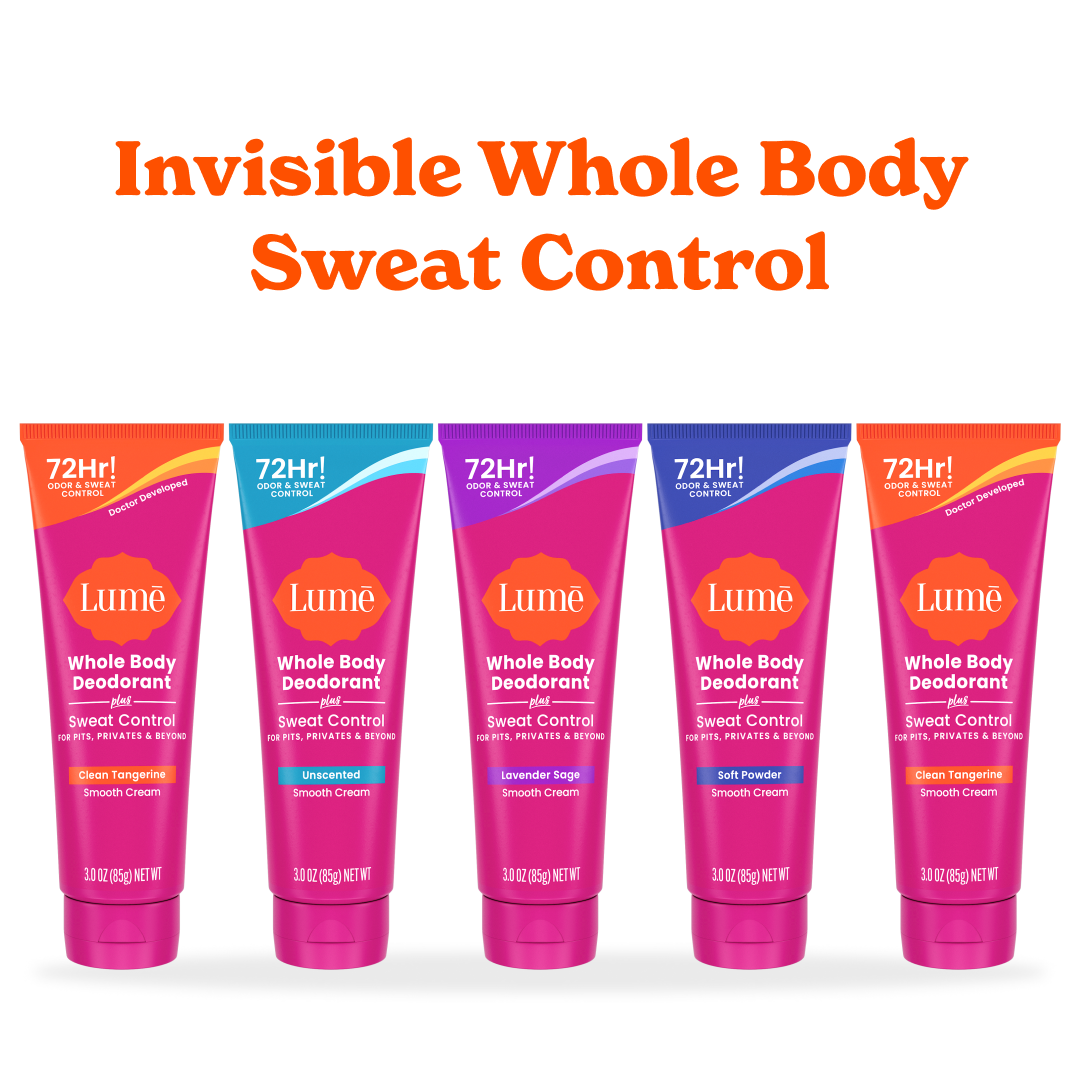 Invisible Whole Body
Sweat Control
72Hr!
ODOR & SWEAT
CONTROL
Doctor Developed
Lumē
Whole Body
Deodorant
plus
Sweat Control
FOR PITS, PRIVATES & BEYOND
Clean Tangerine
Smooth Cream
3.0 OZ (85g) NET WT
72Hr!
ODOR & SWEAT
CONTROL
Lumē
Whole Body
Deodorant
plus
Sweat Control
FOR PITS, PRIVATES & BEYOND
Unscented
Smooth Cream
3.0 OZ (85g) NET WT
72Hr!
ODOR & SWEAT
CONTROL
Lumē
Whole Body
Deodorant
plus
Sweat Control
FOR PITS, PRIVATES & BEYOND
Lavender Sage
Smooth Cream
3.0 OZ (85g) NET WT
72Hr!
ODOR & SWEAT
CONTROL
Lumē
Whole Body
Deodorant
plus
Sweat Control
FOR PITS, PRIVATES & BEYOND
Soft Powder
Smooth Cream
3.0 OZ (85g) NET WT
72Hr!
ODOR & SWEAT
CONTROL
Doctor Developed
Lumē
Whole Body
Deodorant
plus
Sweat Control
FOR PITS, PRIVATES & BEYOND
Clean Tangerine
Smooth Cream
3.0 OZ (85g) NET WT